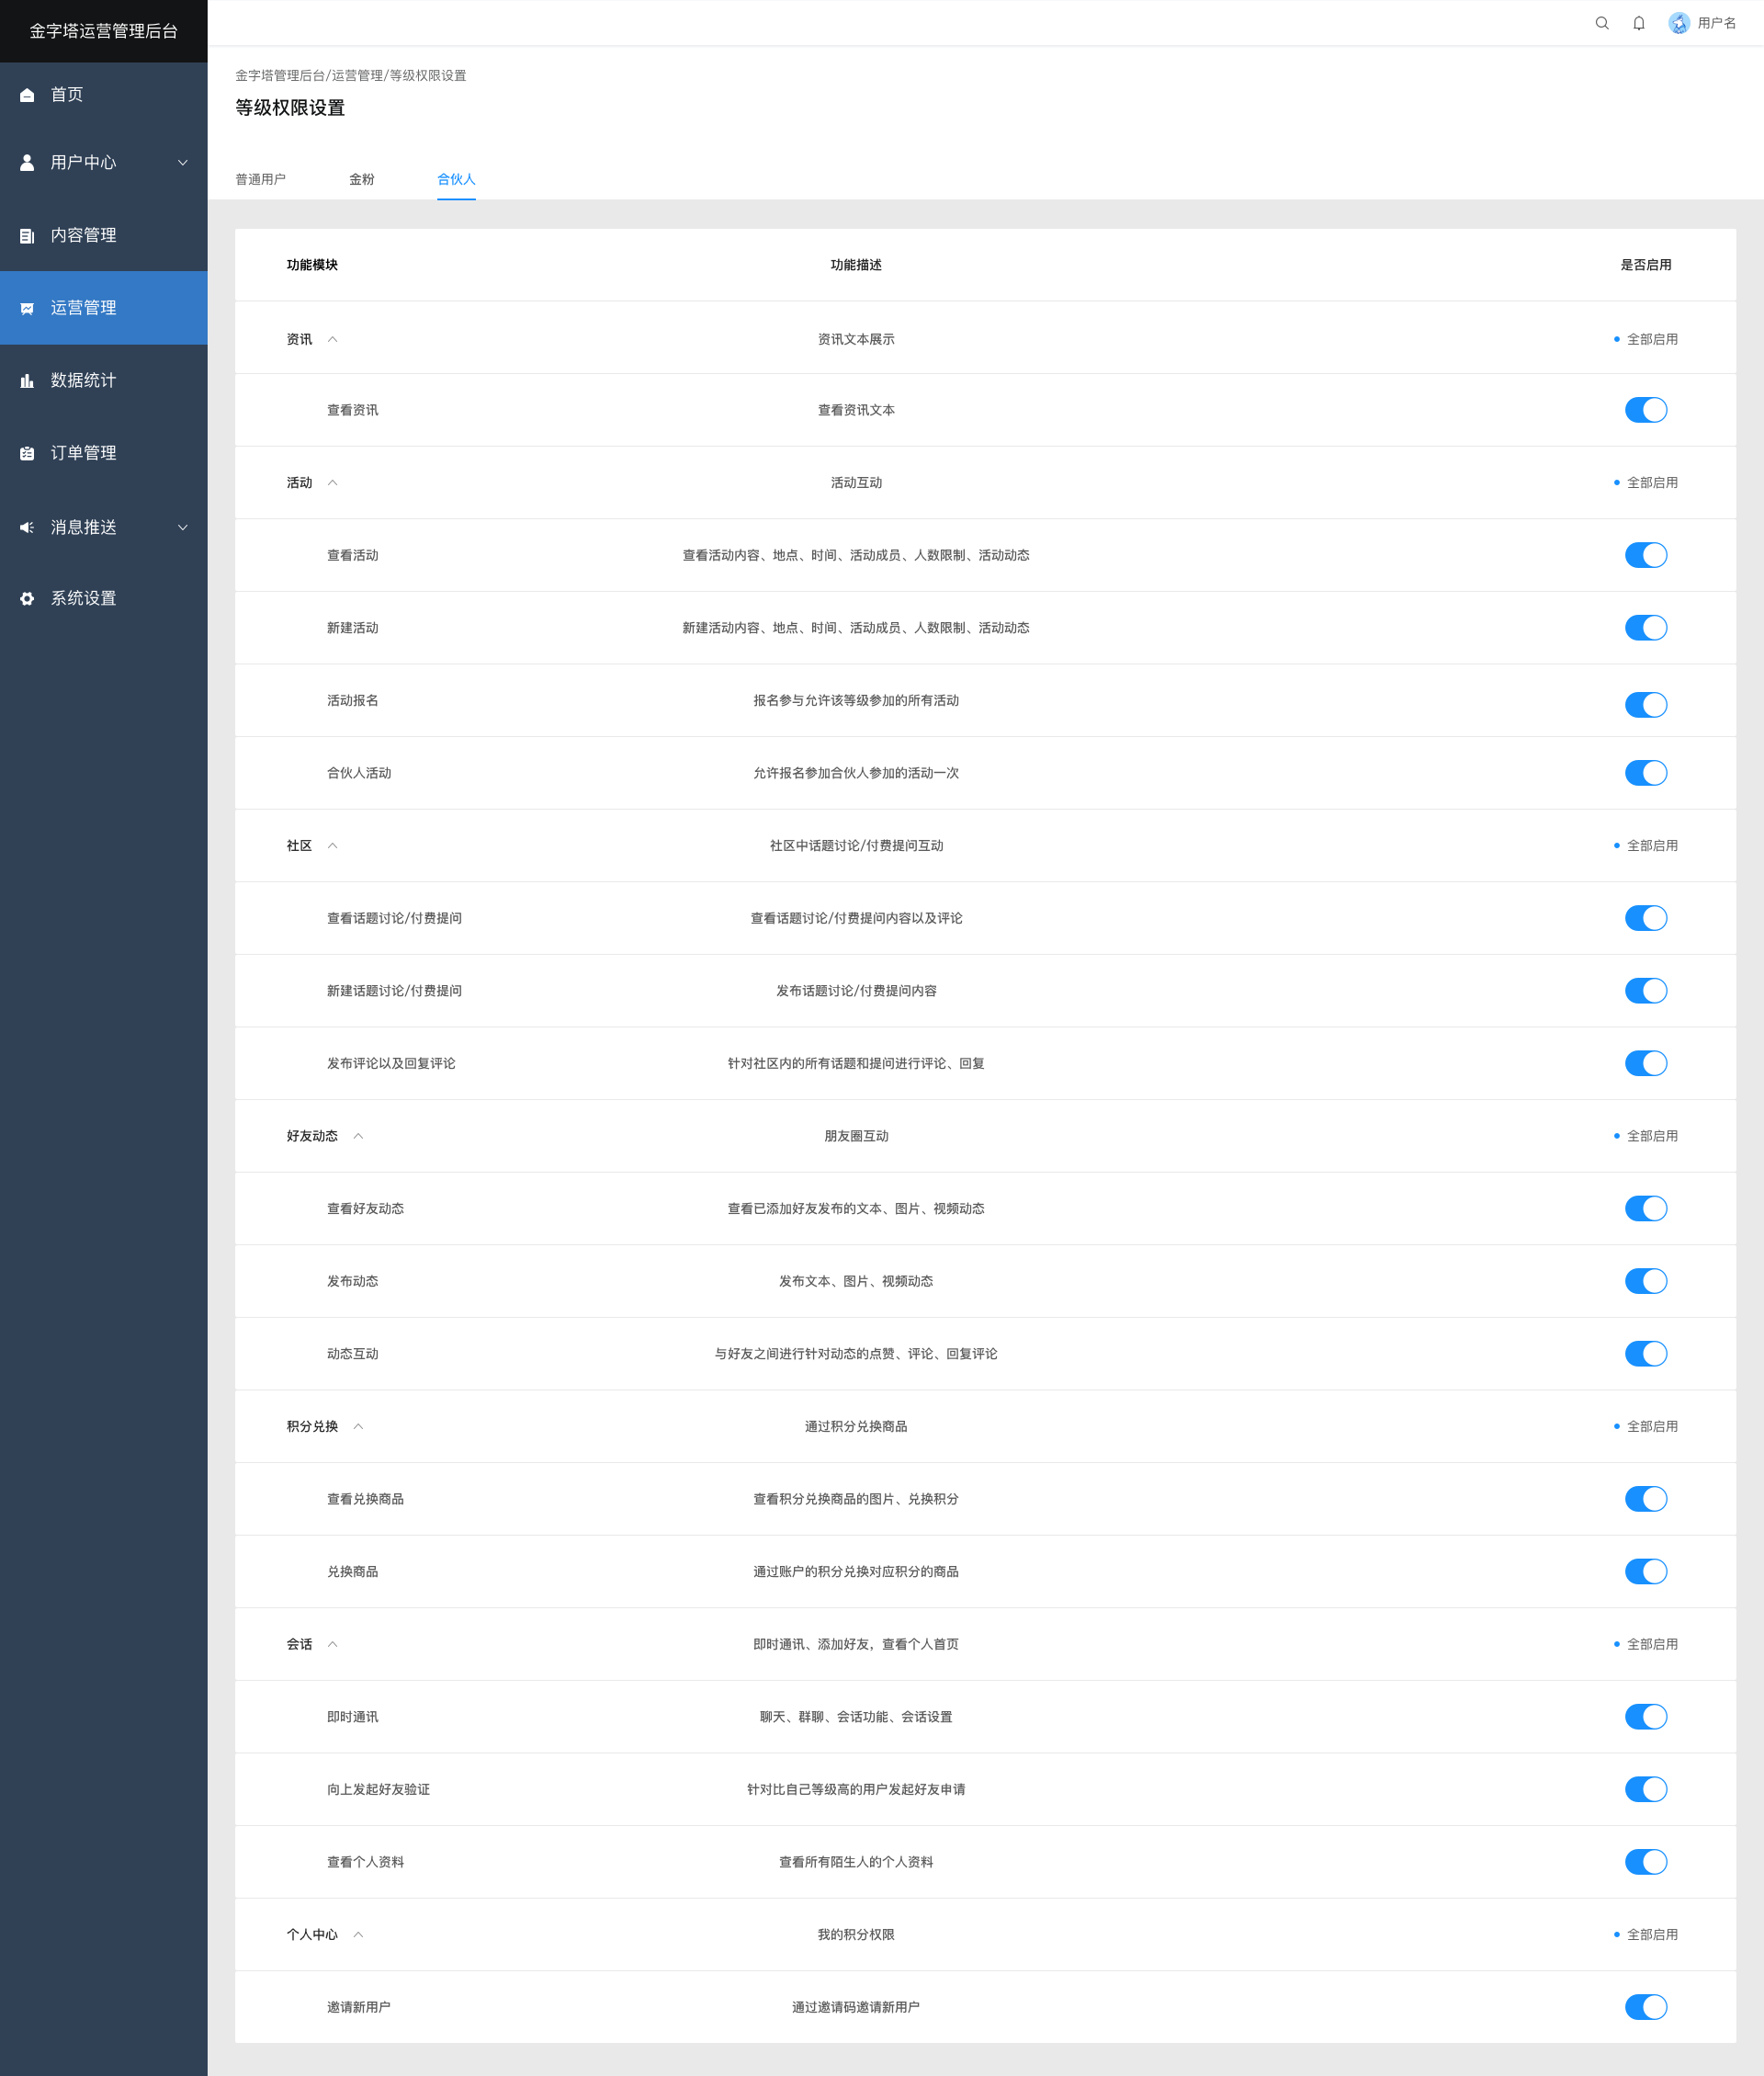 金字塔运营管理后台
首页
用户中心
内容管理
运营管理
数据统计
订单管理
消息推送
系统设置
用户名
金字塔管理后台/运营管理/等级权限设置
等级权限设置
普通用户 金粉 合伙人
功能模块 功能描述 是否启用
资讯 资讯文本展示 全部启用
查看资讯 查看资讯文本
活动 活动互动 全部启用
查看活动 查看活动内容、地点、时间、活动成员、人数限制、活动动态
新建活动 新建活动内容、地点、时间、活动成员、人数限制、活动动态
活动报名 报名参与允许该等级参加的所有活动
合伙人活动 允许报名参加合伙人参加的活动一次
社区 社区中话题讨论/付费提问互动 全部启用
查看话题讨论/付费提问 查看话题讨论/付费提问内容以及评论
新建话题讨论/付费提问 发布话题讨论/付费提问内容
发布评论以及回复评论 针对社区内的所有话题和提问进行评论、回复
好友动态 朋友圈互动 全部启用
查看好友动态 查看已添加好友发布的文本、图片、视频动态
发布动态 发布文本、图片、视频动态
动态互动 与好友之间进行针对动态的点赞、评论、回复评论
积分兑换 通过积分兑换商品 全部启用
查看兑换商品 查看积分兑换商品的图片、兑换积分
兑换商品 通过账户的积分兑换对应积分的商品
会话 即时通讯、添加好友，查看个人首页 全部启用
即时通讯 聊天、群聊、会话功能、会话设置
向上发起好友验证 针对比自己等级高的用户发起好友申请
查看个人资料 查看所有陌生人的个人资料
个人中心 我的积分权限 全部启用
邀请新用户 通过邀请码邀请新用户